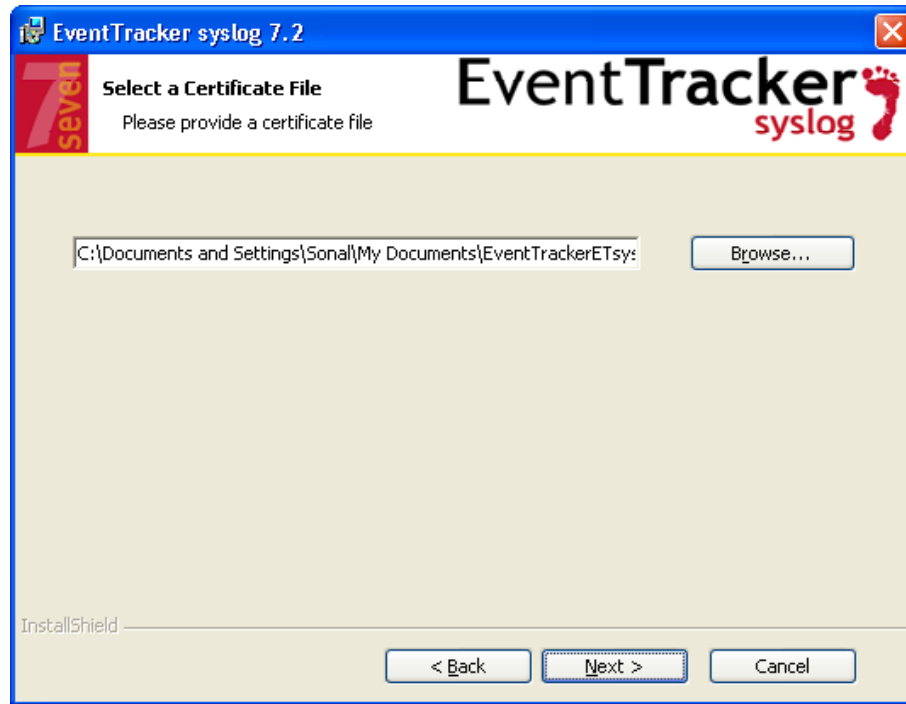 EventTracker syslog 7.2
7
seven
Select a Certificate File
Please provide a certificate file
EventTracker
syslog
C:\Documents and Settings\Sonal\My Documents\EventTrackerETsys
Browse...
InstallShield
< Back
Next >
Cancel